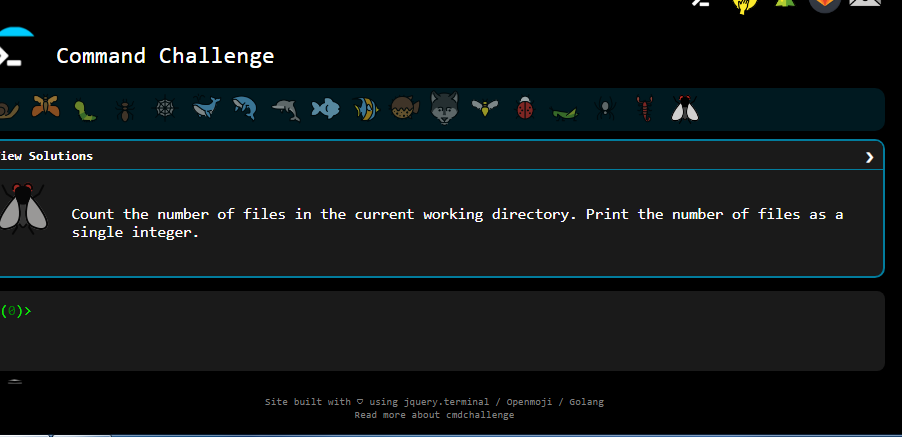 Command Challenge
iew Solutions
Count the number of files in the current working directory. Print the number of files as a
single integer.
(0)>
Site built with ♡ using jquery.terminal / Openmoji / Golang
Read more about cmdchallenge